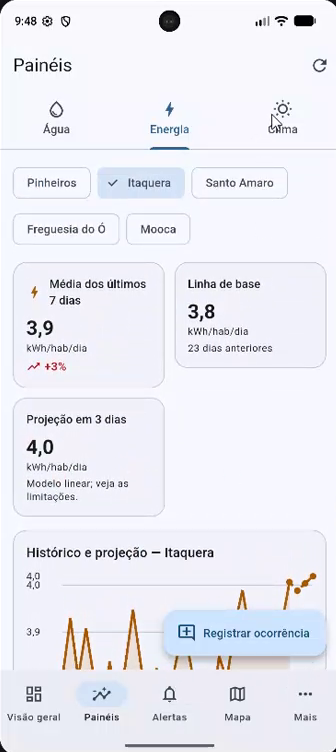 9:48
Painéis
Água
Energia
Clima
Pinheiros
Itaquera
Santo Amaro
Freguesia do Ó
Mooca
Média dos últimos
7 dias
3,9
kWh/hab/dia
+3%
Linha de base
3,8
kWh/hab/dia
23 dias anteriores
Projeção em 3 dias
4,0
kWh/hab/dia
Modelo linear; veja as
limitações.
Histórico e projeção — Itaquera
4,0
4,0
3,9
Registrar ocorrência
Visão geral
Painéis
Alertas
Mapa
Mais